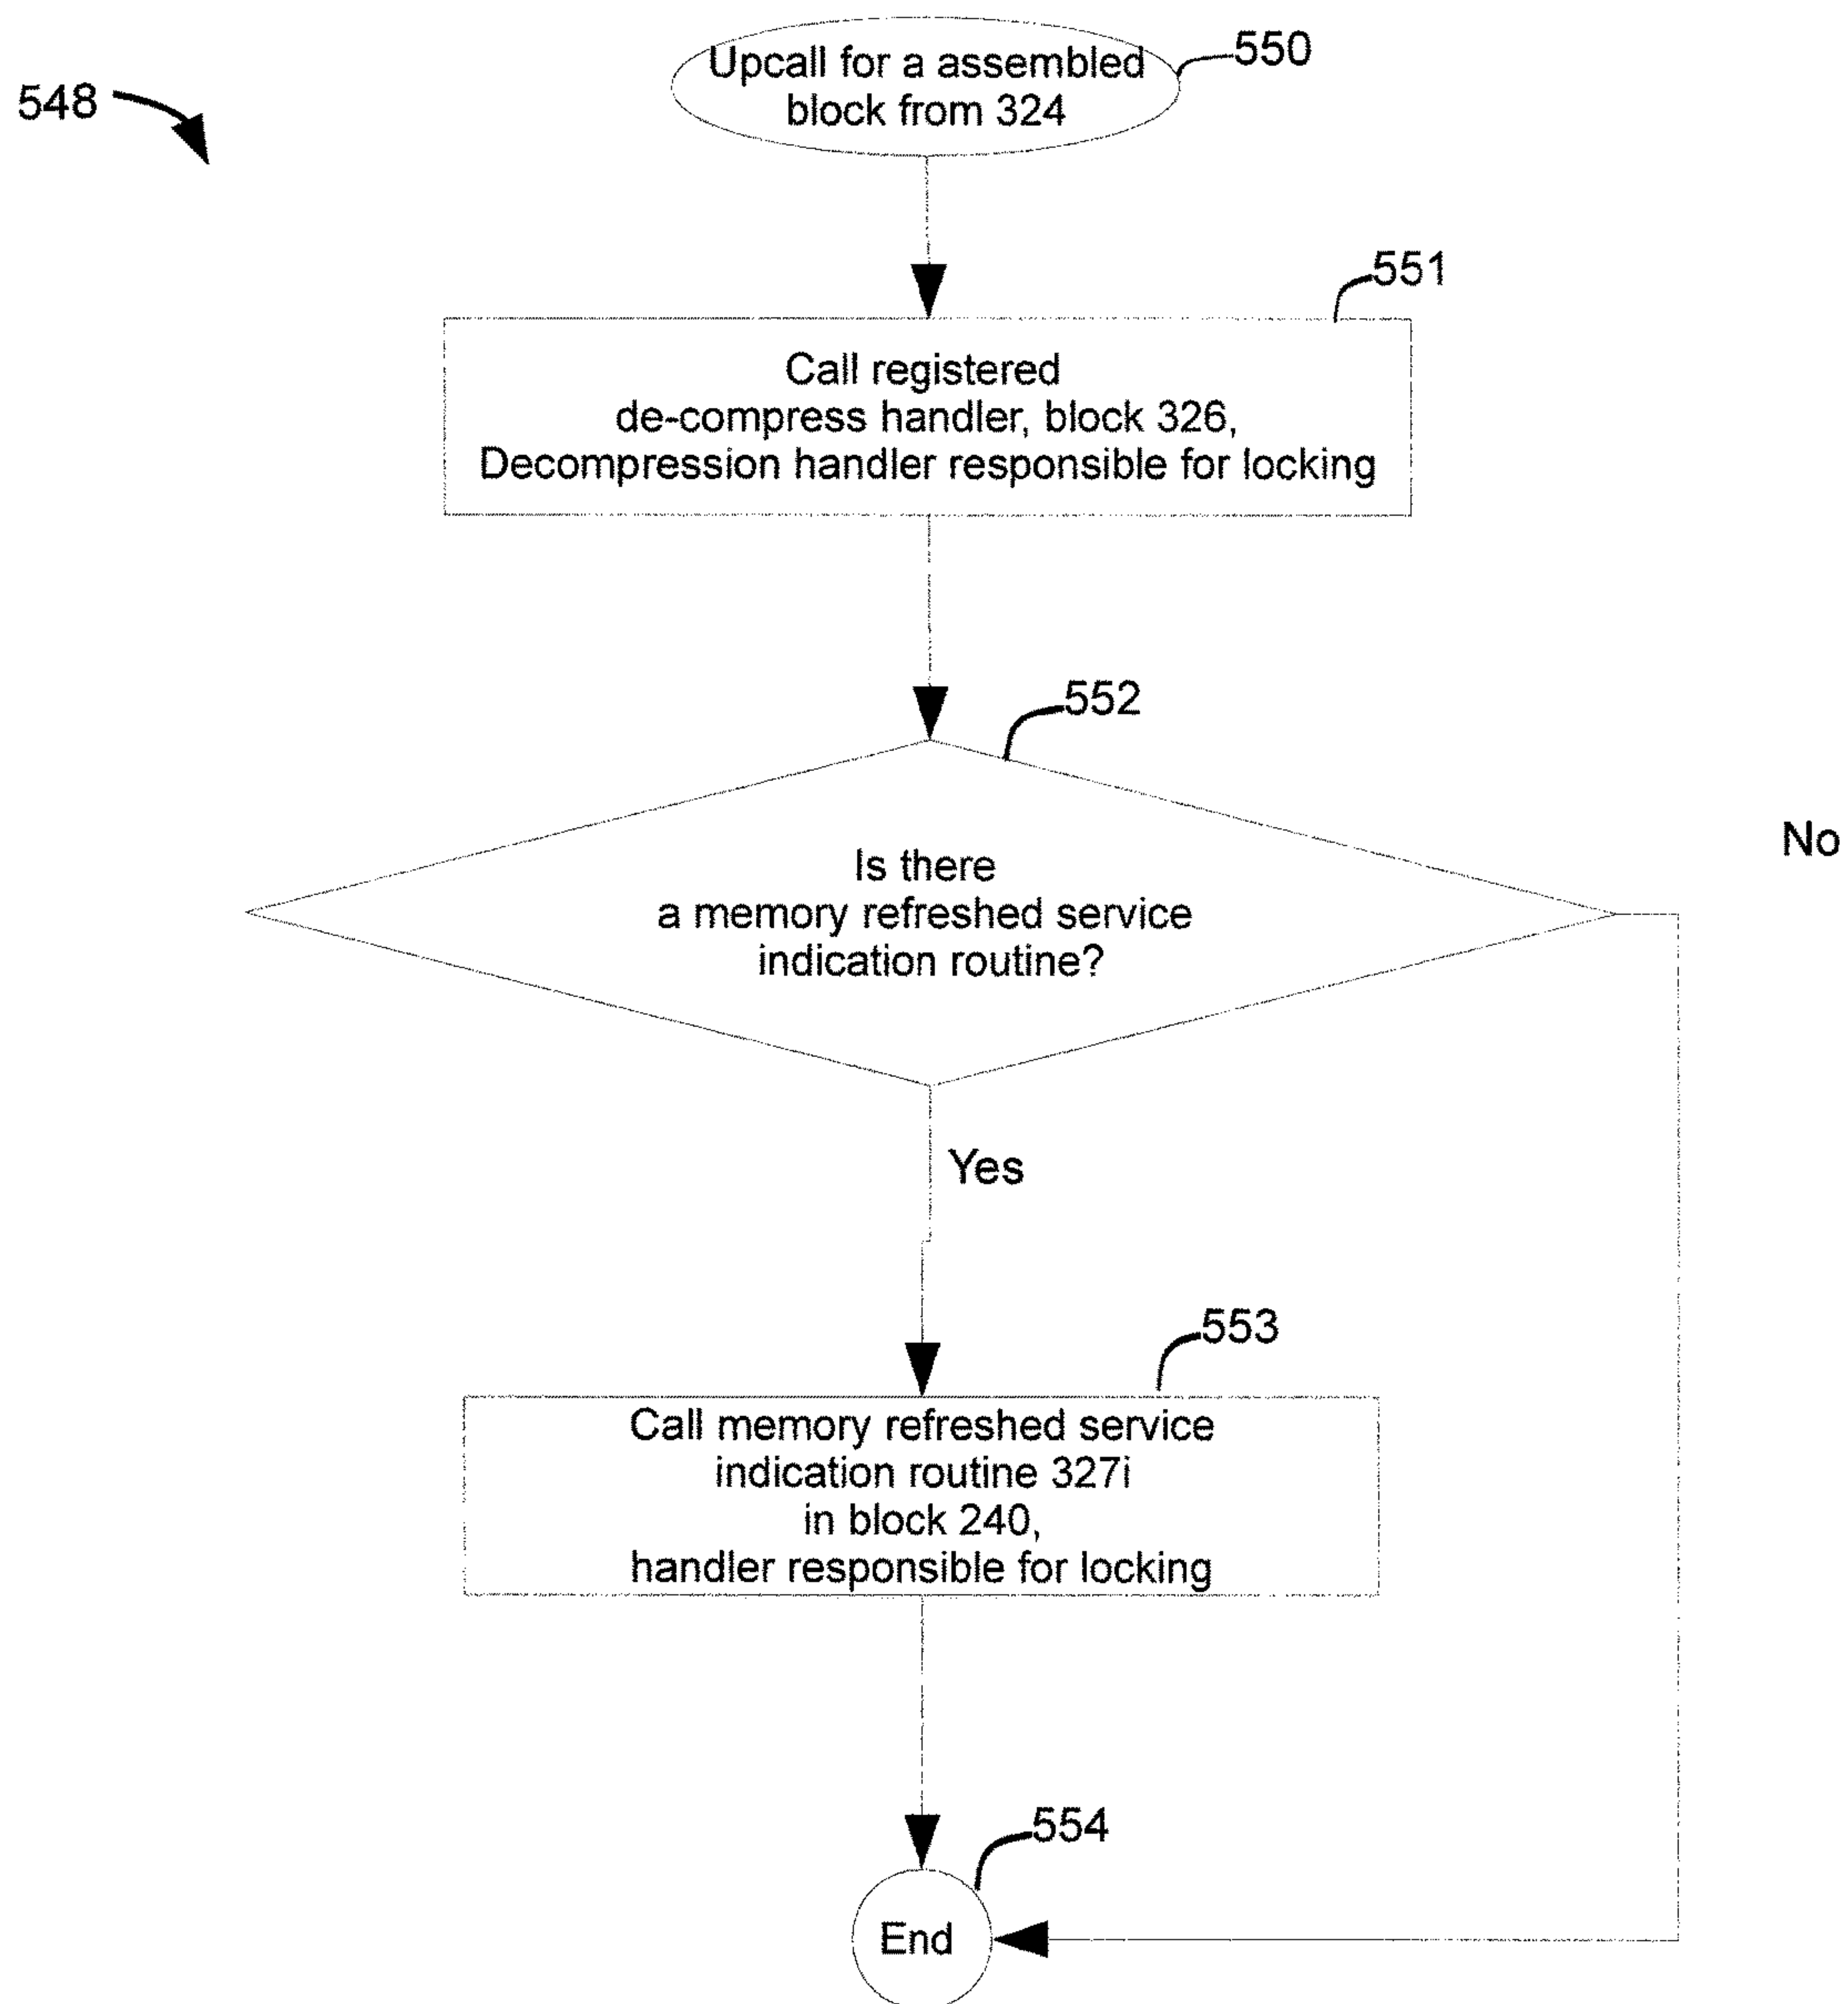 Upcall for a assembled
block from 324
550
548
551
Call registered
de-compress handler, block 326,
Decompression handler responsible for locking
552
No
Is there
a memory refreshed service
indication routine?
Yes
553
Call memory refreshed service
indication routine 327i
in block 240,
handler responsible for locking
554
End